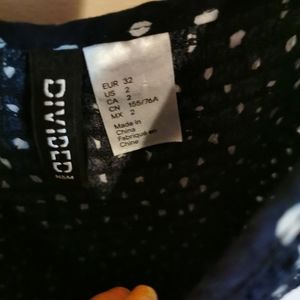 DIVIDED
H&M
EUR 32
US 2
CA 2
CN 155/76A
MX 2
Made in
China
Fabriqué en
Chine